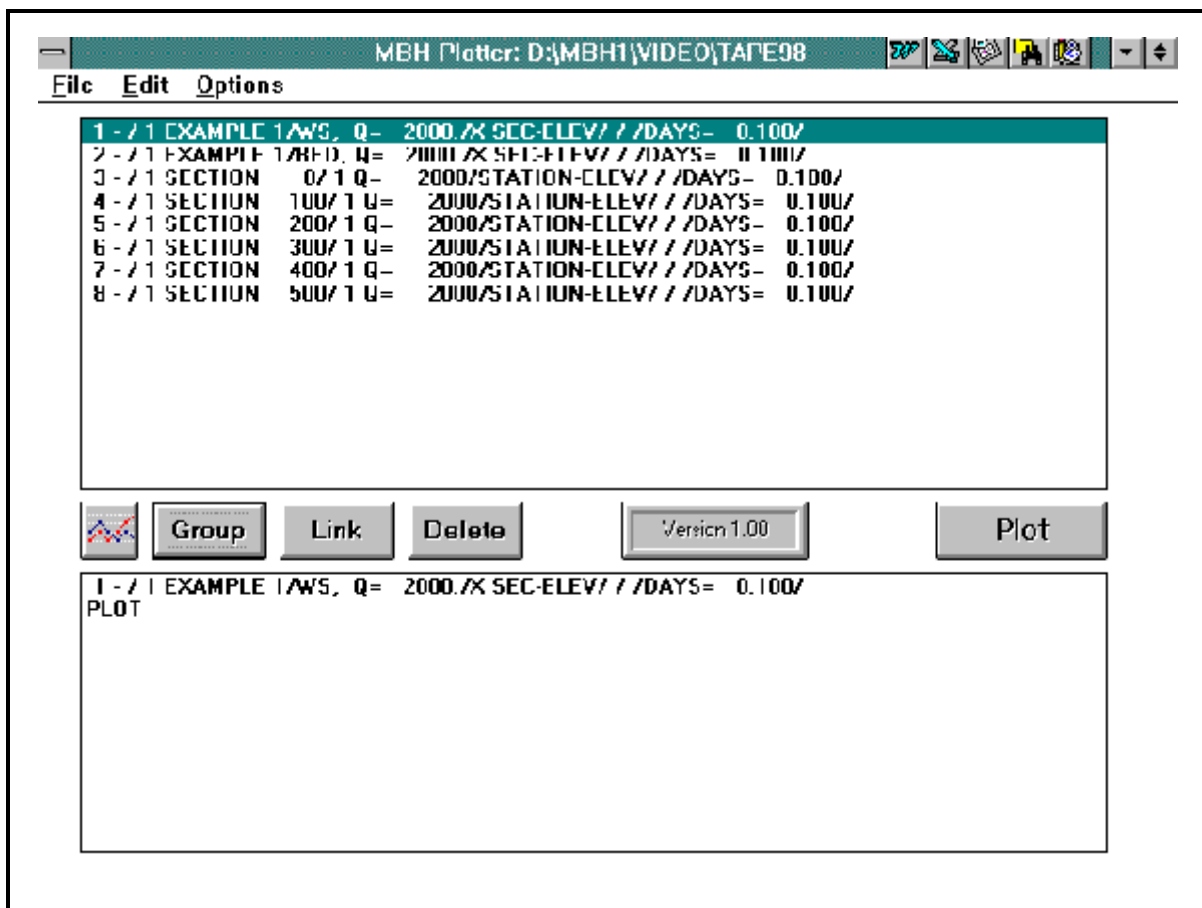 MBH Plotter: D:\MBH1\VIDEO\TAPE98
File Edit Options
1 - / 1 EXAMPLE 1/WS, Q= 2000./X SEC-ELEV/ / /DAYS= 0.100/
2 - / 1 EXAMPLE 1/BED, Q= 2000./X SEC-ELEV/ / /DAYS= 0.100/
3 - / 1 SECTION 0/ 1 Q= 2000/STATION-ELEV/ / /DAYS= 0.100/
4 - / 1 SECTION 100/ 1 Q= 2000/STATION-ELEV/ / /DAYS= 0.100/
5 - / 1 SECTION 200/ 1 Q= 2000/STATION-ELEV/ / /DAYS= 0.100/
6 - / 1 SECTION 300/ 1 Q= 2000/STATION-ELEV/ / /DAYS= 0.100/
7 - / 1 SECTION 400/ 1 Q= 2000/STATION-ELEV/ / /DAYS= 0.100/
8 - / 1 SECTION 500/ 1 Q= 2000/STATION-ELEV/ / /DAYS= 0.100/
Group Link Delete Version 1.00 Plot
1 - / 1 EXAMPLE 1/WS, Q= 2000./X SEC-ELEV/ / /DAYS= 0.100/
PLOT